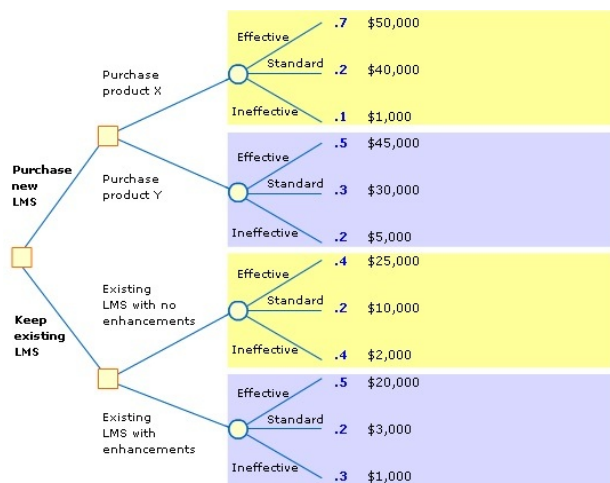 Effective .7 $50,000
Purchase product X
Standard .2 $40,000
Ineffective .1 $1,000
Purchase new LMS
Effective .5 $45,000
Purchase product Y
Standard .3 $30,000
Ineffective .2 $5,000
Keep existing LMS
Effective .4 $25,000
Existing LMS with no enhancements
Standard .2 $10,000
Ineffective .4 $2,000
Effective .5 $20,000
Existing LMS with enhancements
Standard .2 $3,000
Ineffective .3 $1,000